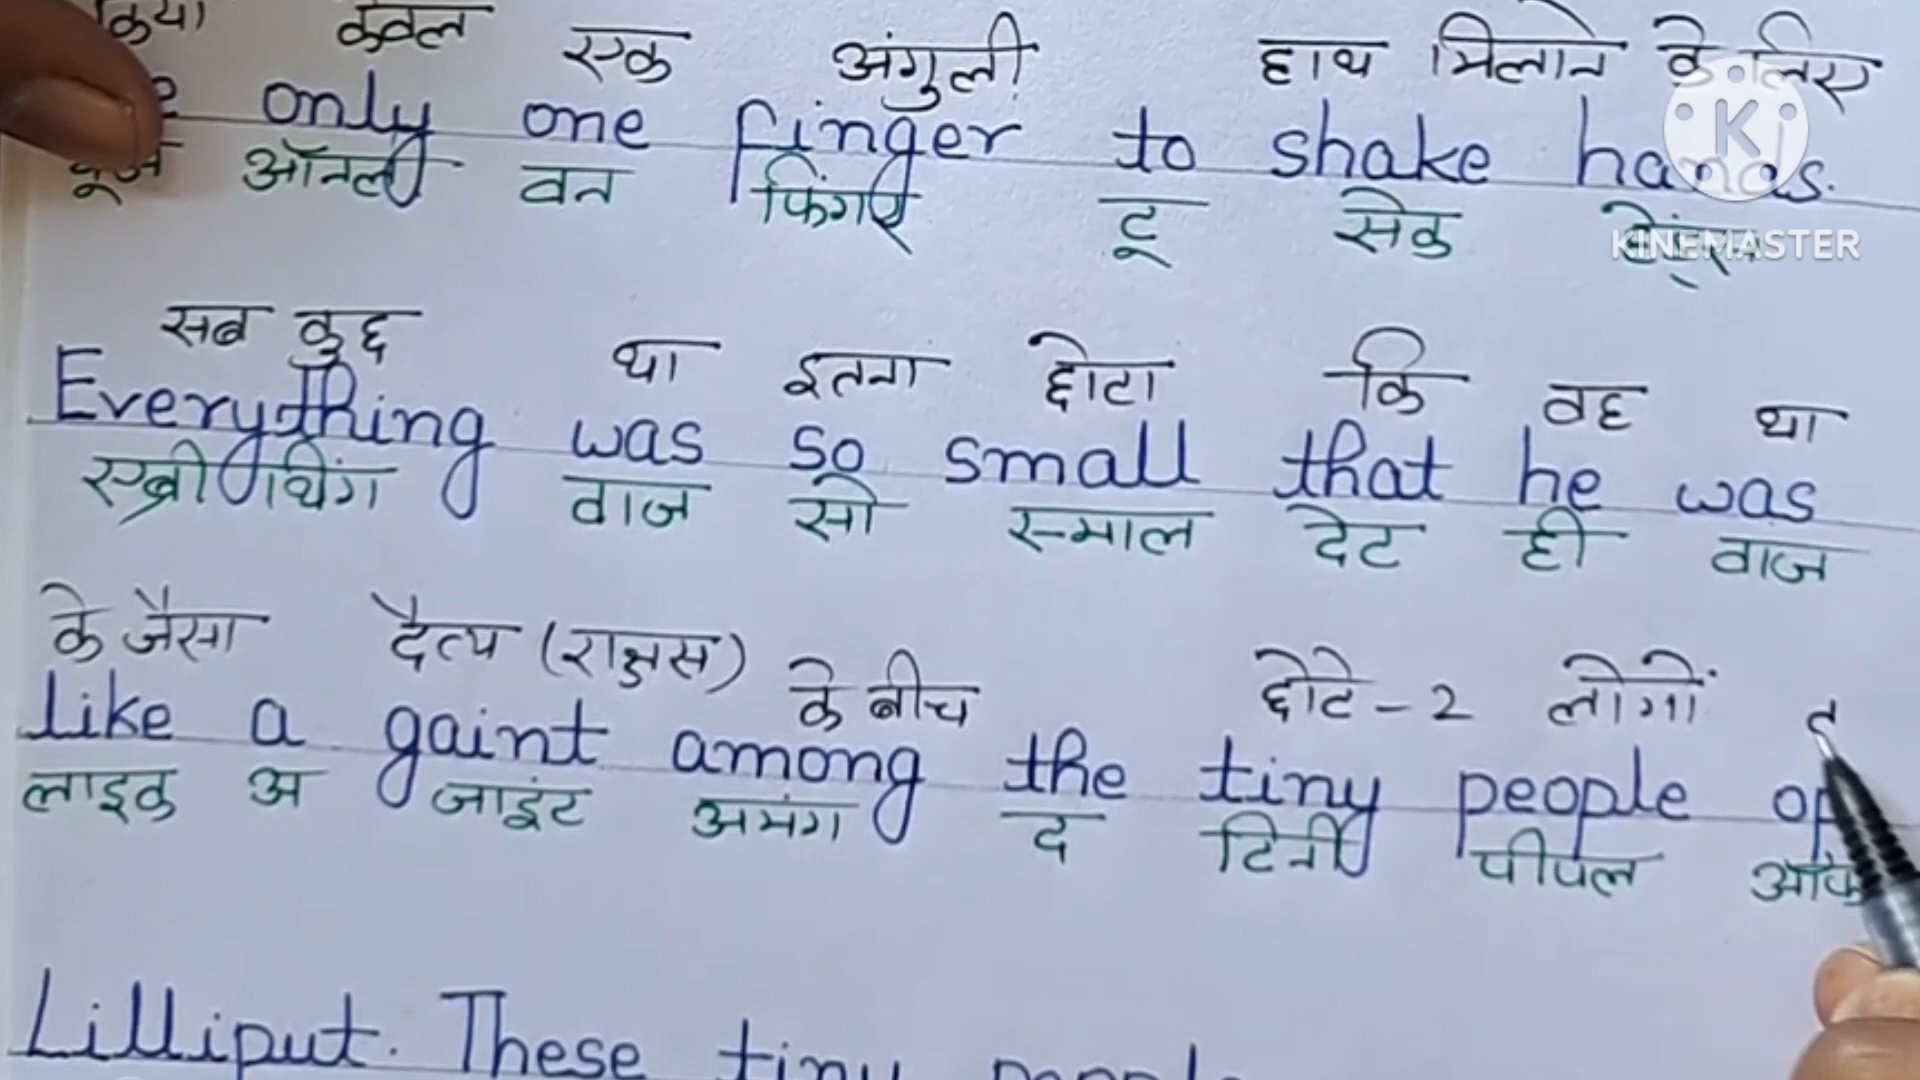 किया केवल एक अंगुली हाथ मिलाने के लिए
only one finger to shake hands.
यूज ऑनली वन फिंगर टू सेक
KINEMASTER
सब कुछ था इतना छोटा कि वह था
Everything was so small that he was
एव्री थिंग वाज सो स्माल देट ही वाज
के जैसा दैत्य (राक्षस) के बीच छोटे-2 लोगों
like a gaint among the tiny people of
लाइक अ जाइंट अमंग द टिनी पीपल ऑफ
Lilliput. These tiny people